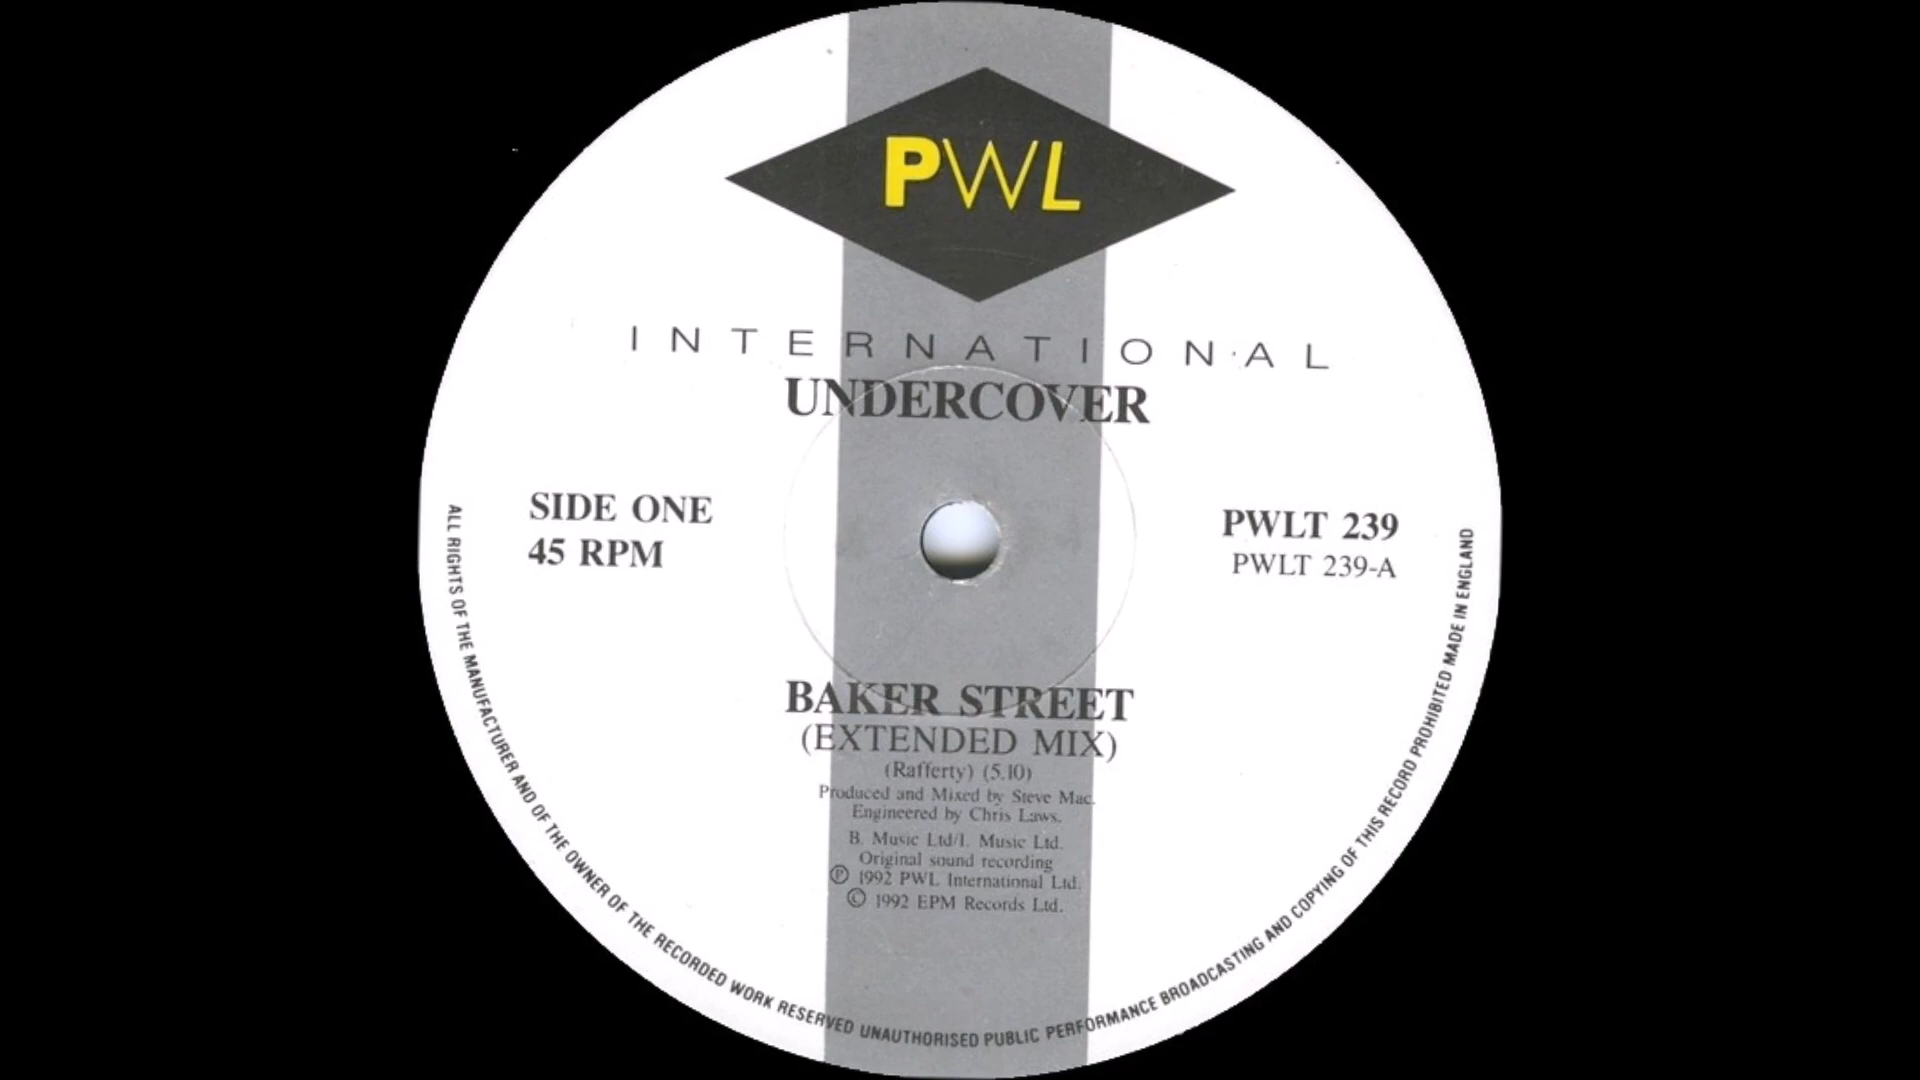 PWL
INTERNATIONAL
UNDERCOVER
SIDE ONE
45 RPM
PWLT 239
PWLT 239-A
BAKER STREET
(EXTENDED MIX)
(Rafferty) (5.10)
Produced and Mixed by Steve Mac.
Engineered by Chris Laws.
B. Music Ltd/I. Music Ltd.
Original sound recording
Ⓟ 1992 PWL International Ltd.
© 1992 EPM Records Ltd.
ALL RIGHTS OF THE MANUFACTURER AND OF THE OWNER OF THE RECORDED WORK RESERVED UNAUTHORISED PUBLIC PERFORMANCE BROADCASTING AND COPYING OF THIS RECORD PROHIBITED MADE IN ENGLAND